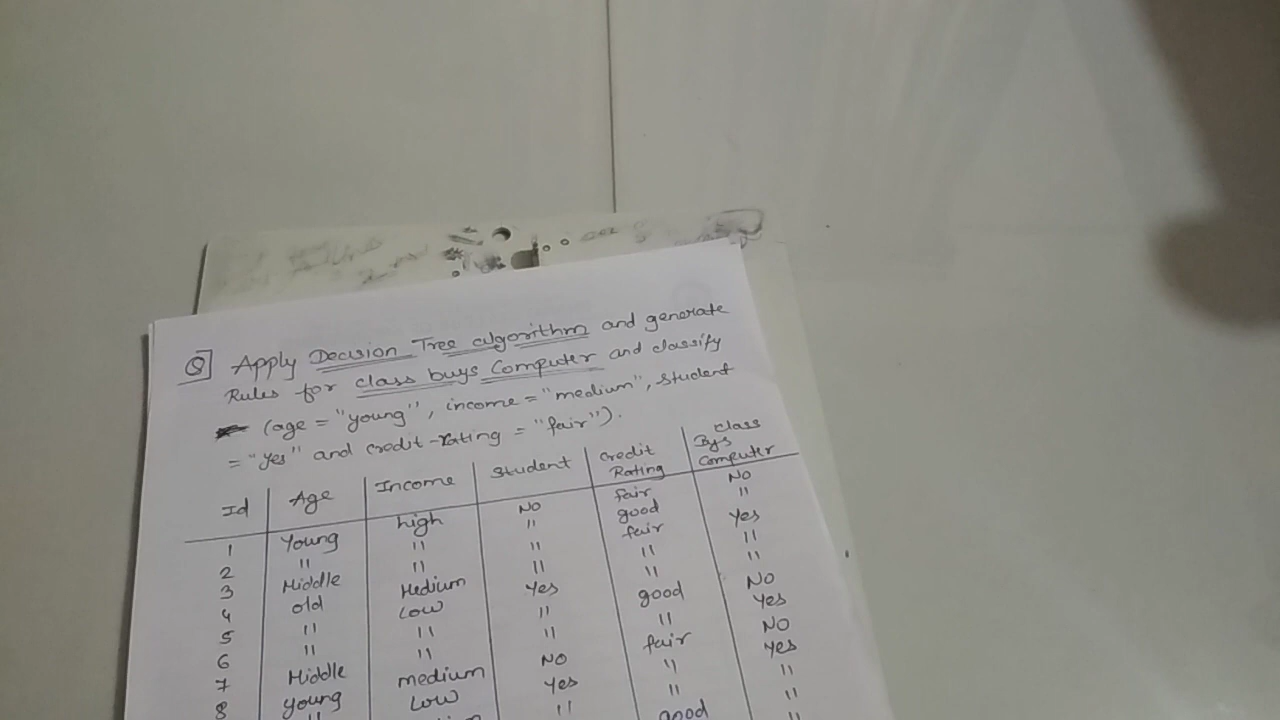 Q] Apply Decision Tree algorithm and generate
Rules for class buys Computer and classify
(age = "young", income = "medium", student
= "yes" and credit-rating = "fair").
Id Age Income Student Credit Rating Class Bys Computer
1 Young high NO fair NO
2 " " " good "
3 Middle " " fair Yes
4 old Medium " " "
5 " Low Yes " "
6 " " " good NO
7 Middle " " " Yes
8 Young medium NO fair NO
" Low Yes " Yes
" " "
good "